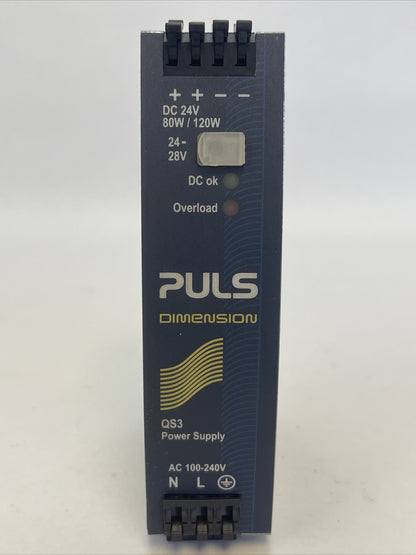 + + − −
DC 24V
80W / 120W
24-
28V
DC ok
Overload
PULS
DIMENSION
QS3
Power Supply
AC 100-240V
N L